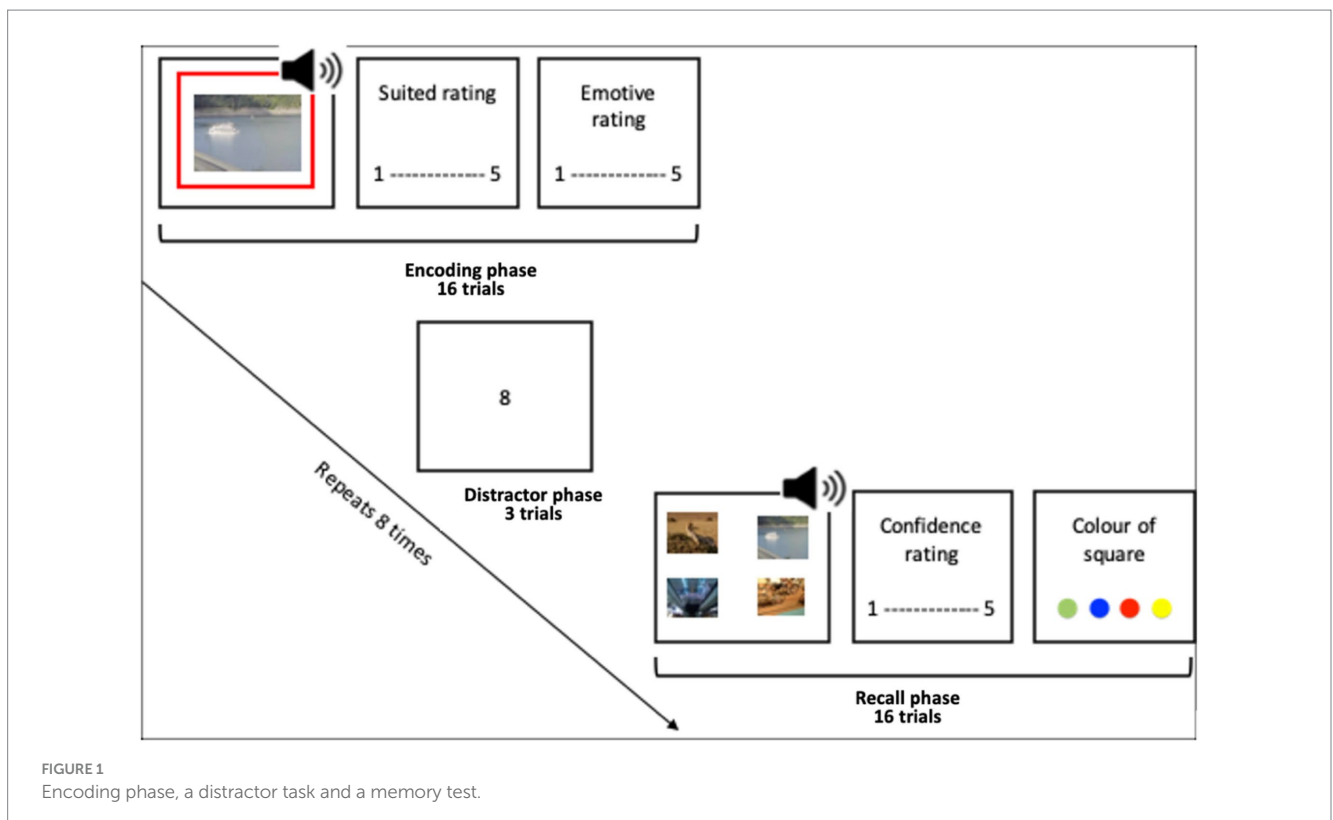 Suited rating
1 ------------- 5
Emotive
rating
1 ------------- 5
Encoding phase
16 trials
8
Distractor phase
3 trials
Repeats 8 times
Confidence
rating
1 ------------- 5
Colour of
square
Recall phase
16 trials
FIGURE 1
Encoding phase, a distractor task and a memory test.